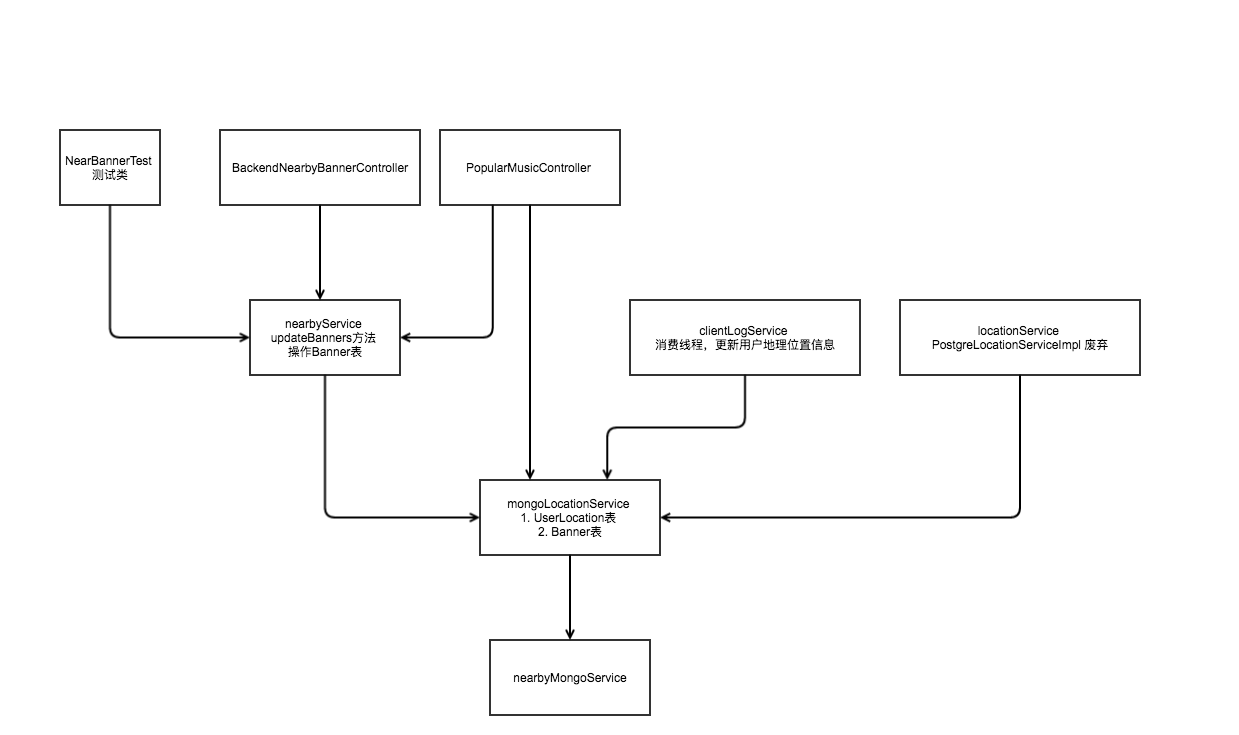 NearBannerTest
测试类
BackendNearbyBannerController
PopularMusicController
nearbyService
updateBanners方法
操作Banner表
clientLogService
消费线程，更新用户地理位置信息
locationService
PostgreLocationServiceImpl 废弃
mongoLocationService
1. UserLocation表
2. Banner表
nearbyMongoService